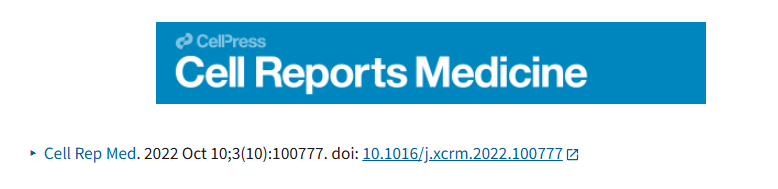 CellPress
Cell Reports Medicine
Cell Rep Med. 2022 Oct 10;3(10):100777. doi: 10.1016/j.xcrm.2022.100777